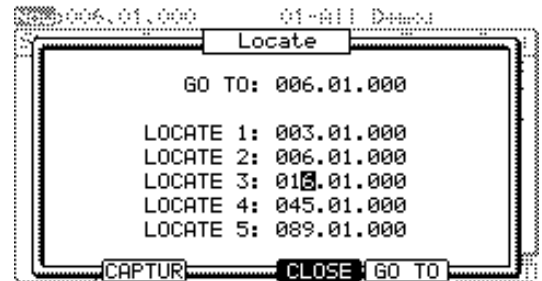 Now:006.01.000 01-All Demo1
Locate
GO TO: 006.01.000
LOCATE 1: 003.01.000
LOCATE 2: 006.01.000
LOCATE 3: 016.01.000
LOCATE 4: 045.01.000
LOCATE 5: 089.01.000
CAPTUR CLOSE GO TO